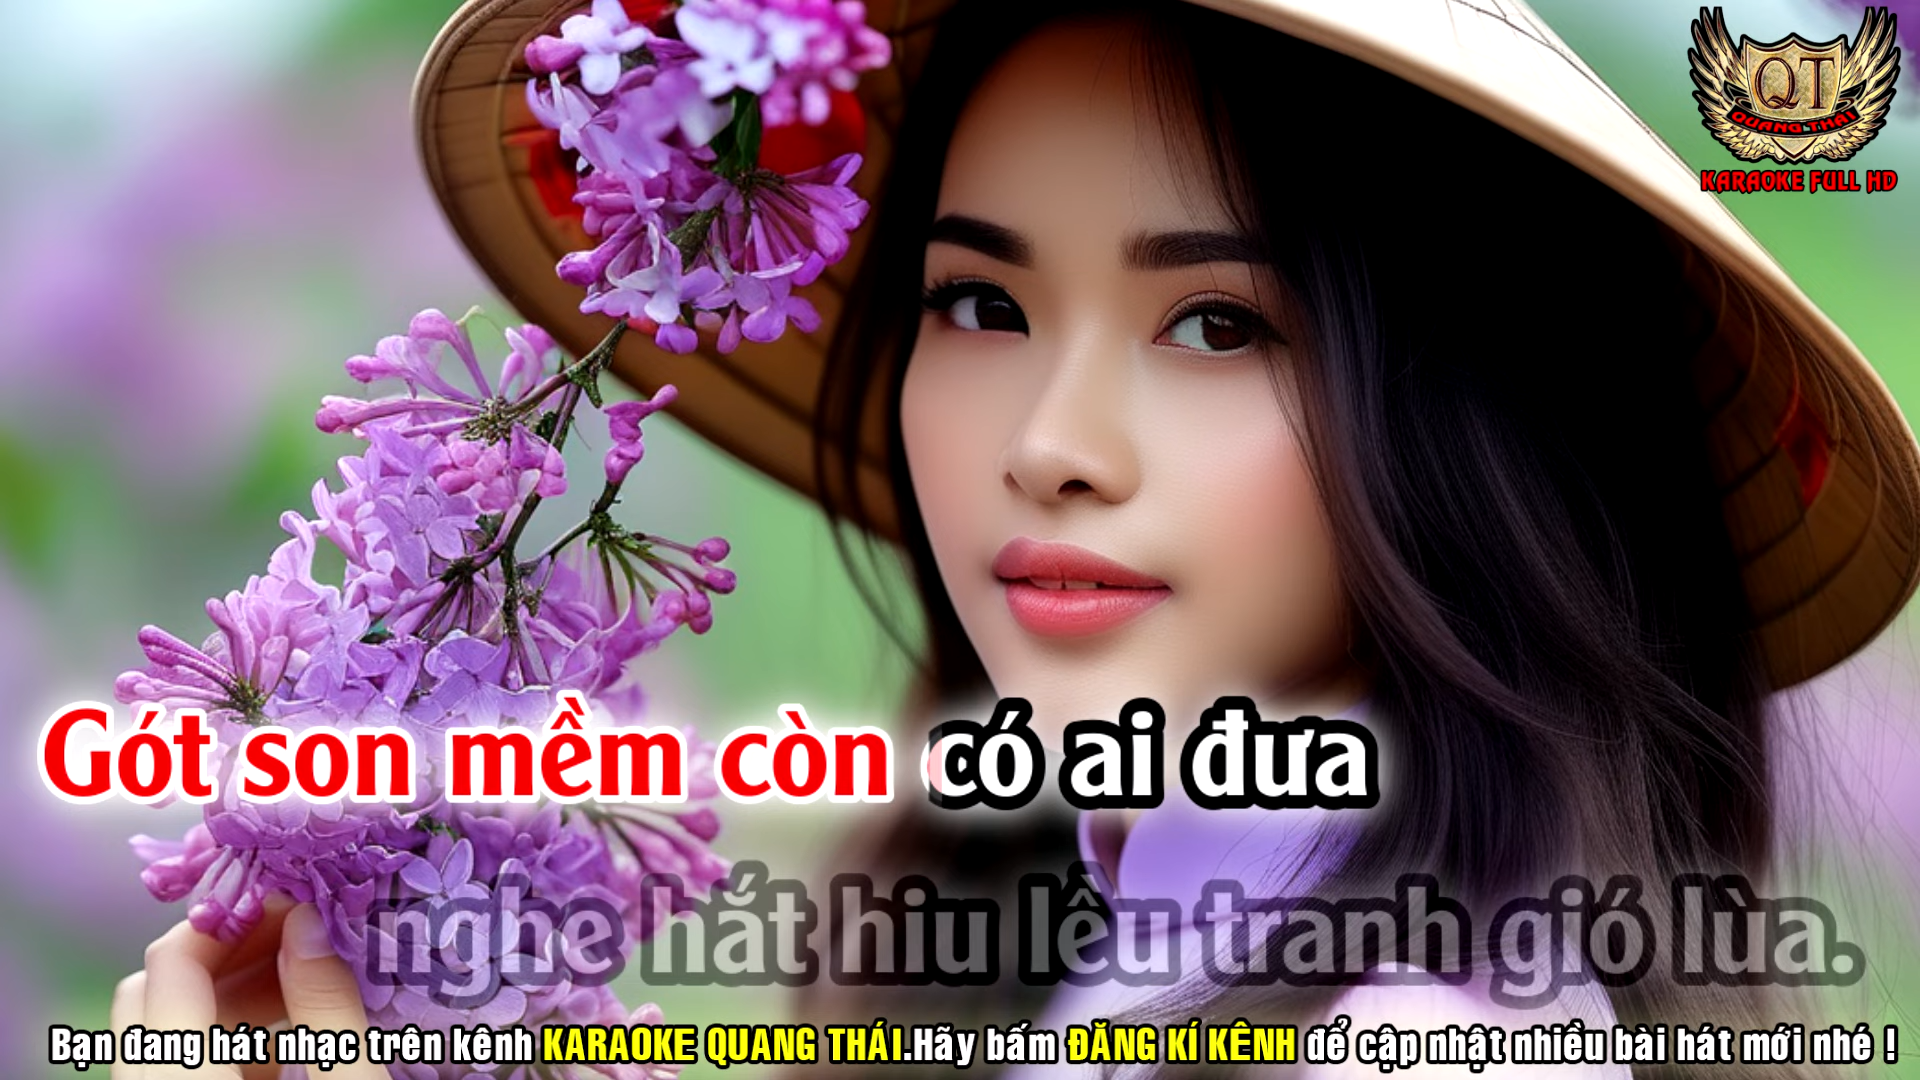 QT
QUANG THÁI
KARAOKE FULL HD
Gót son mềm còn có ai đưa
nghe hắt hiu lều tranh gió lùa.
Bạn đang hát nhạc trên kênh KARAOKE QUANG THÁI.Hãy bấm ĐĂNG KÍ KÊNH để cập nhật nhiều bài hát mới nhé !